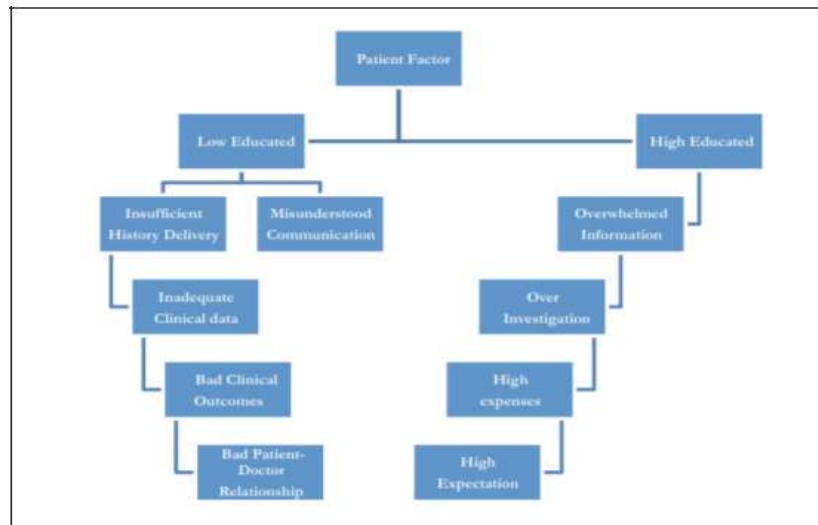 Patient Factor
Low Educated
High Educated
Insufficient
History Delivery
Misunderstood
Communication
Overwhelmed
Information
Inadequate
Clinical data
Over
Investigation
Bad Clinical
Outcomes
High
expenses
Bad Patient-
Doctor
Relationship
High
Expectation